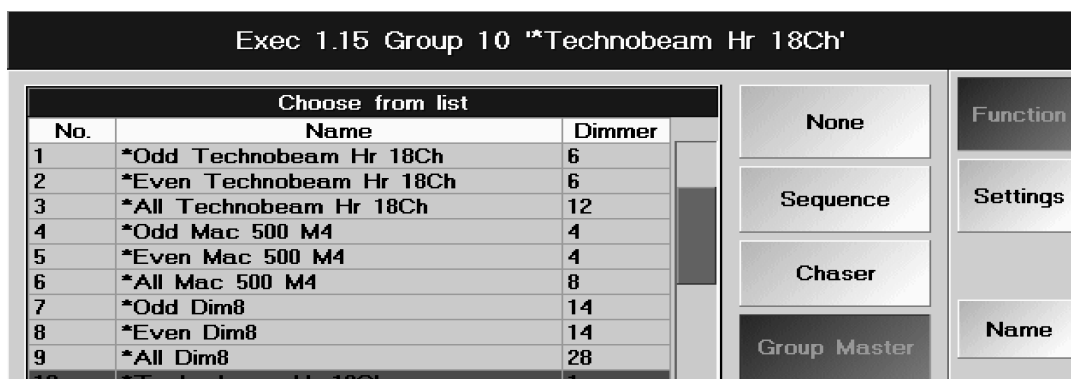 Exec 1.15 Group 10 '*Technobeam Hr 18Ch'
Choose from list
No. Name Dimmer
1 *Odd Technobeam Hr 18Ch 6
2 *Even Technobeam Hr 18Ch 6
3 *All Technobeam Hr 18Ch 12
4 *Odd Mac 500 M4 4
5 *Even Mac 500 M4 4
6 *All Mac 500 M4 8
7 *Odd Dim8 14
8 *Even Dim8 14
9 *All Dim8 28
None
Sequence
Chaser
Group Master
Function
Settings
Name